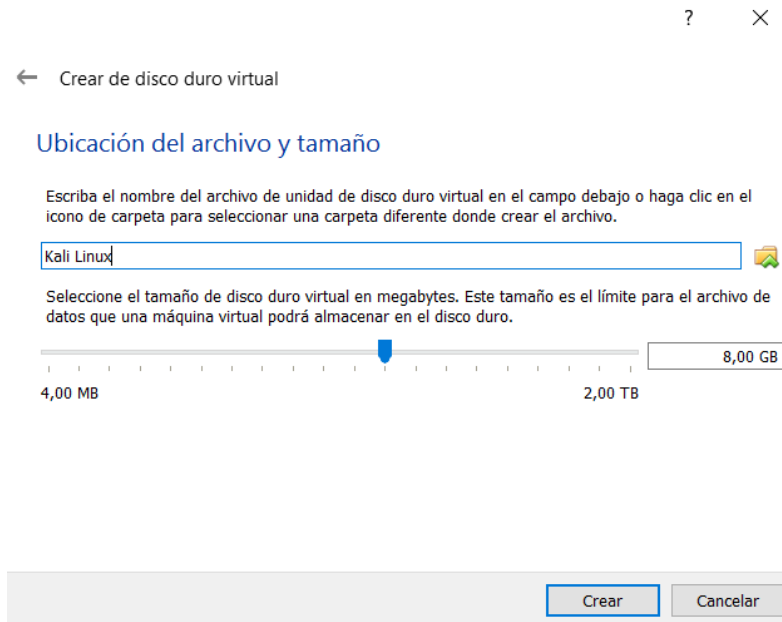 ?
Crear de disco duro virtual
Ubicación del archivo y tamaño
Escriba el nombre del archivo de unidad de disco duro virtual en el campo debajo o haga clic en el
icono de carpeta para seleccionar una carpeta diferente donde crear el archivo.
Kali Linux
Seleccione el tamaño de disco duro virtual en megabytes. Este tamaño es el límite para el archivo de
datos que una máquina virtual podrá almacenar en el disco duro.
8,00 GB
4,00 MB 2,00 TB
Crear Cancelar